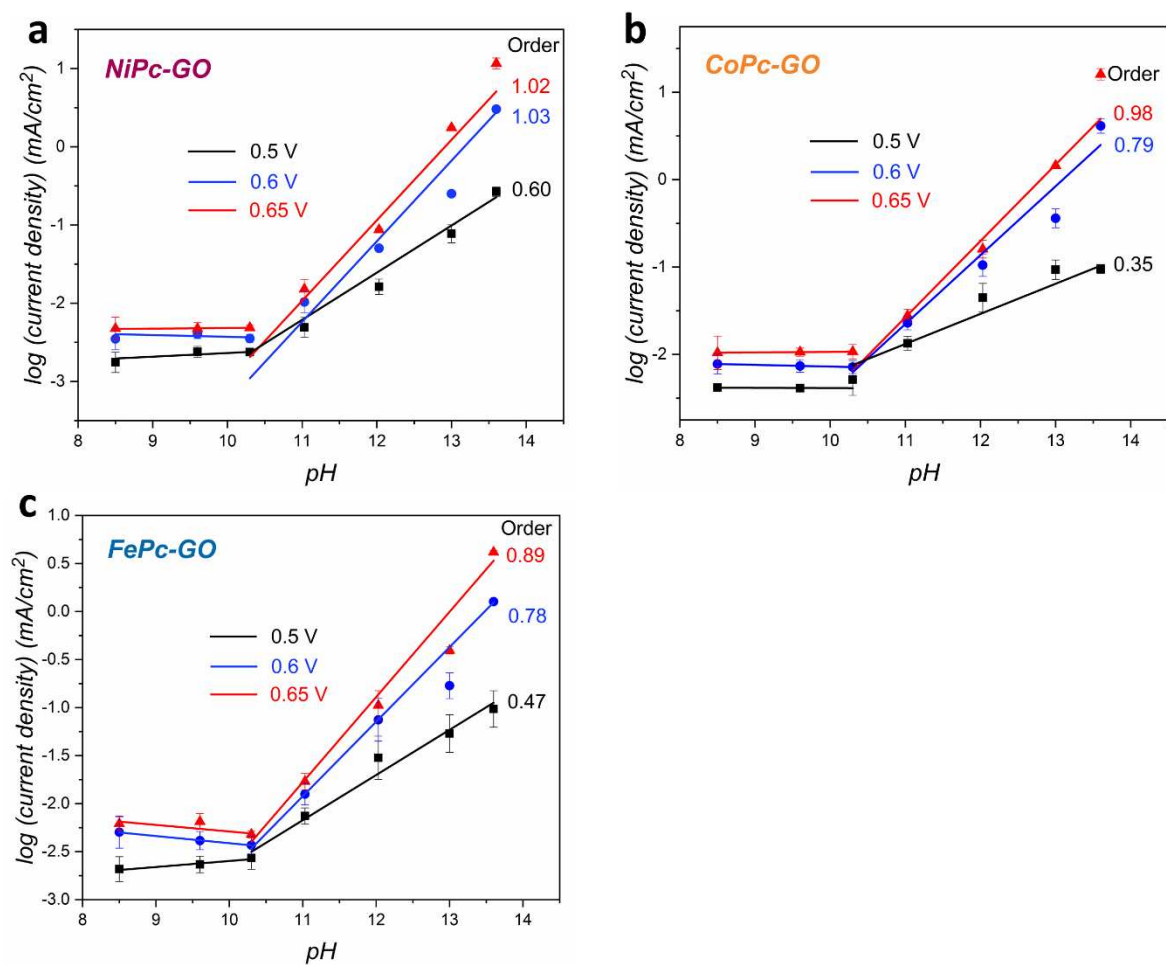 a
NiPc-GO
Order
1.02
1.03
0.60
0.5 V
0.6 V
0.65 V
1
0
-1
-2
-3
log (current density) (mA/cm²)
8 9 10 11 12 13 14
pH
b
CoPc-GO
Order
0.98
0.79
0.35
0.5 V
0.6 V
0.65 V
1
0
-1
-2
log (current density) (mA/cm²)
8 9 10 11 12 13 14
pH
c
FePc-GO
Order
0.89
0.78
0.47
0.5 V
0.6 V
0.65 V
1.0
0.5
0.0
-0.5
-1.0
-1.5
-2.0
-2.5
-3.0
log (current density) (mA/cm²)
8 9 10 11 12 13 14
pH